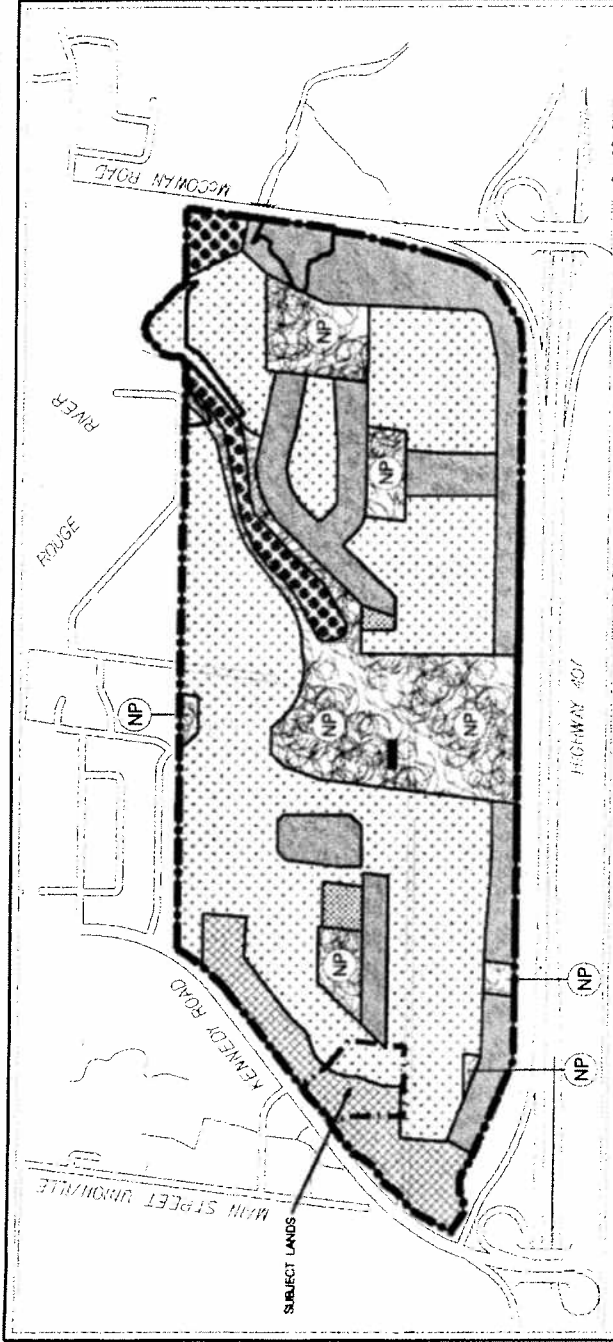 McCOWAN ROAD
ROUGE RIVER
NP
NP
NP
NP
NP
NP
NP
NP
KENNEDY ROAD
MAIN STREET UNIONVILLE
SUBJECT LANDS
HIGHWAY 407